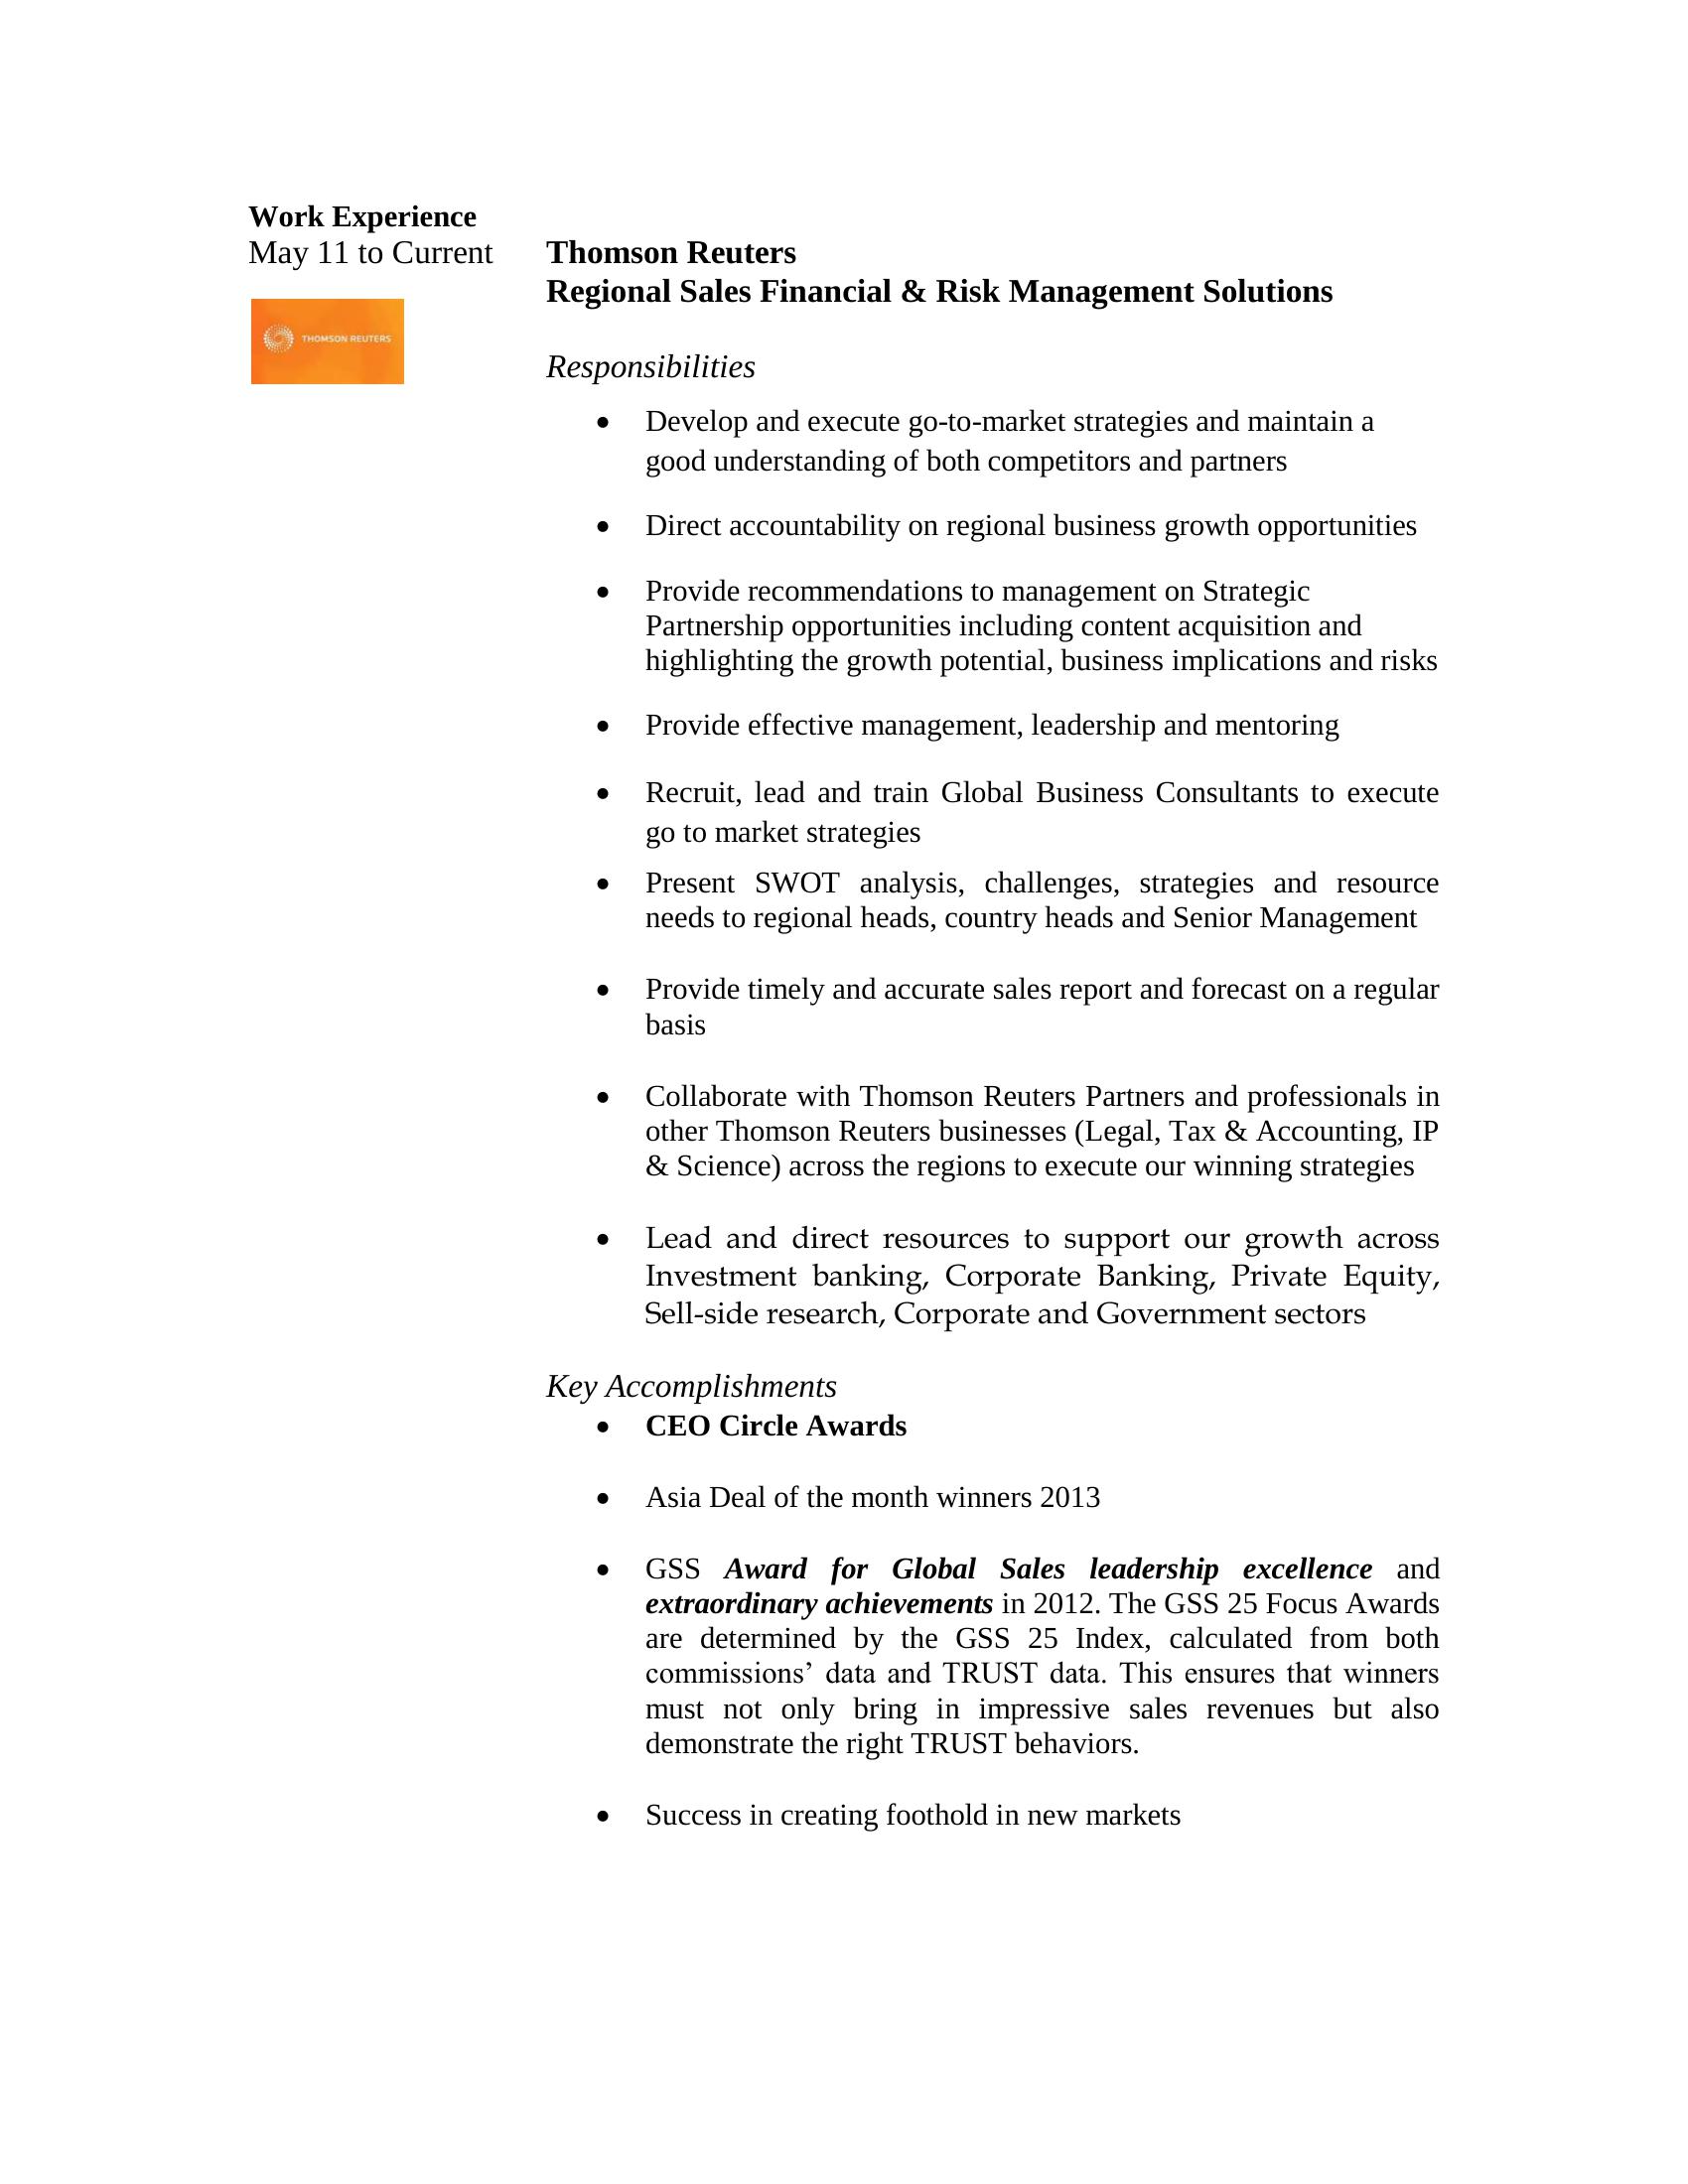 Work Experience
May 11 to Current
Thomson Reuters
Regional Sales Financial & Risk Management Solutions
THOMSON REUTERS
Responsibilities
• Develop and execute go-to-market strategies and maintain a
good understanding of both competitors and partners
• Direct accountability on regional business growth opportunities
• Provide recommendations to management on Strategic
Partnership opportunities including content acquisition and
highlighting the growth potential, business implications and risks
• Provide effective management, leadership and mentoring
• Recruit, lead and train Global Business Consultants to execute
go to market strategies
• Present SWOT analysis, challenges, strategies and resource
needs to regional heads, country heads and Senior Management
• Provide timely and accurate sales report and forecast on a regular
basis
• Collaborate with Thomson Reuters Partners and professionals in
other Thomson Reuters businesses (Legal, Tax & Accounting, IP
& Science) across the regions to execute our winning strategies
• Lead and direct resources to support our growth across
Investment banking, Corporate Banking, Private Equity,
Sell-side research, Corporate and Government sectors
Key Accomplishments
• CEO Circle Awards
• Asia Deal of the month winners 2013
• GSS Award for Global Sales leadership excellence and
extraordinary achievements in 2012. The GSS 25 Focus Awards
are determined by the GSS 25 Index, calculated from both
commissions’ data and TRUST data. This ensures that winners
must not only bring in impressive sales revenues but also
demonstrate the right TRUST behaviors.
• Success in creating foothold in new markets